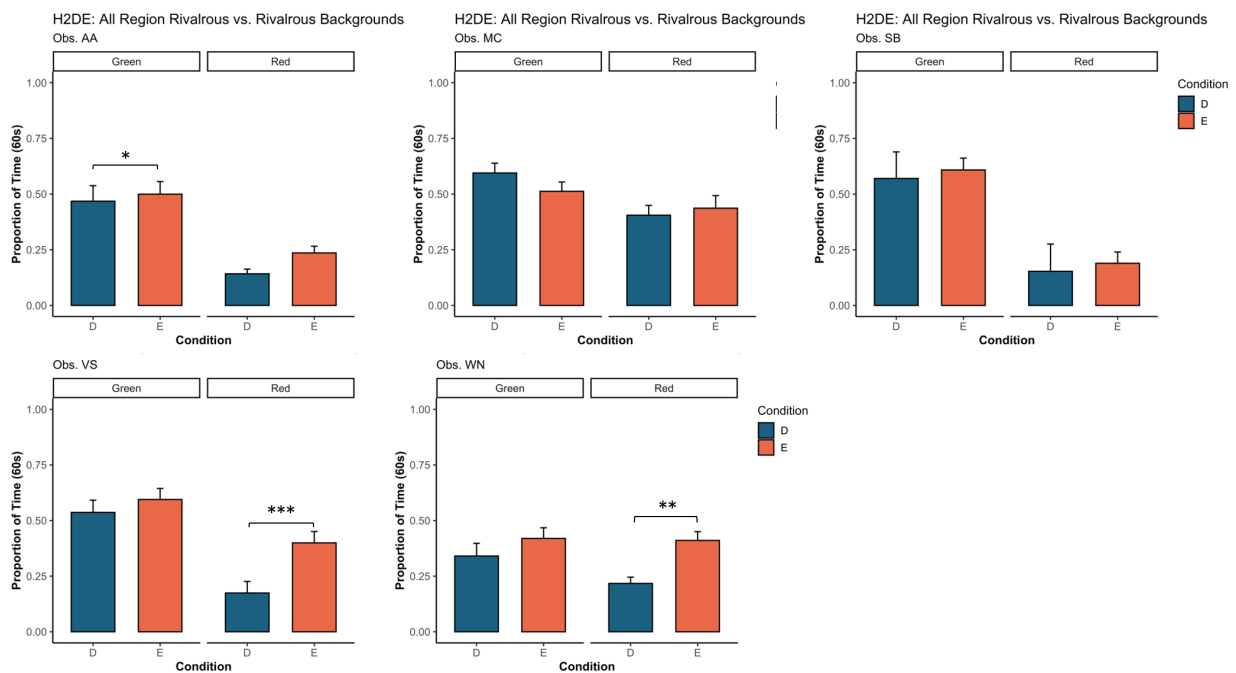 H2DE: All Region Rivalrous vs. Rivalrous Backgrounds
Obs. AA
Green Red
1.00
0.75
0.50
0.25
0.00
Proportion of Time (60s)
*
D E D E
Condition
H2DE: All Region Rivalrous vs. Rivalrous Backgrounds
Obs. MC
Green Red
1.00
0.75
0.50
0.25
0.00
Proportion of Time (60s)
D E D E
Condition
H2DE: All Region Rivalrous vs. Rivalrous Backgrounds
Obs. SB
Green Red
1.00
0.75
0.50
0.25
0.00
Proportion of Time (60s)
D E D E
Condition
Condition
D
E
Obs. VS
Green Red
1.00
0.75
0.50
0.25
0.00
Proportion of Time (60s)
***
D E D E
Condition
Obs. WN
Green Red
1.00
0.75
0.50
0.25
0.00
Proportion of Time (60s)
**
D E D E
Condition
Condition
D
E